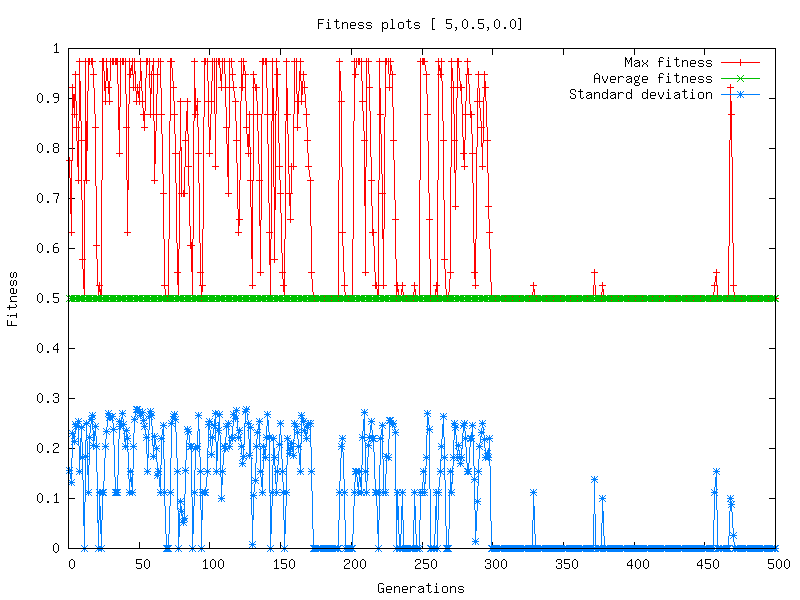 Fitness plots [ 5,0.5,0.0]
Max fitness
Average fitness
Standard deviation
1
0.9
0.8
0.7
0.6
0.5
0.4
0.3
0.2
0.1
0
Fitness
0 50 100 150 200 250 300 350 400 450 500
Generations